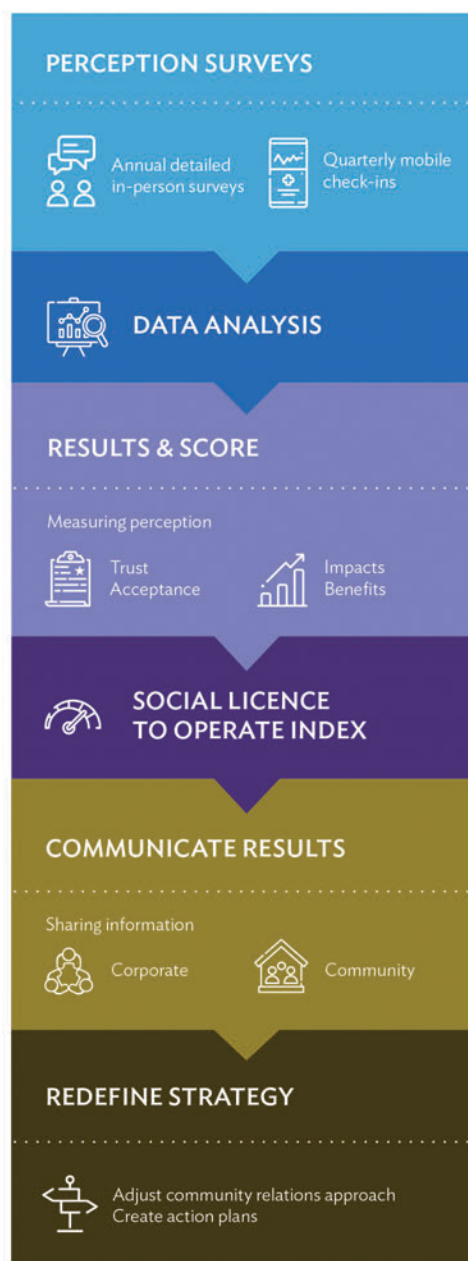 PERCEPTION SURVEYS
Annual detailed
in-person surveys
Quarterly mobile
check-ins
DATA ANALYSIS
RESULTS & SCORE
Measuring perception
Trust
Acceptance
Impacts
Benefits
SOCIAL LICENCE
TO OPERATE INDEX
COMMUNICATE RESULTS
Sharing information
Corporate
Community
REDEFINE STRATEGY
Adjust community relations approach
Create action plans